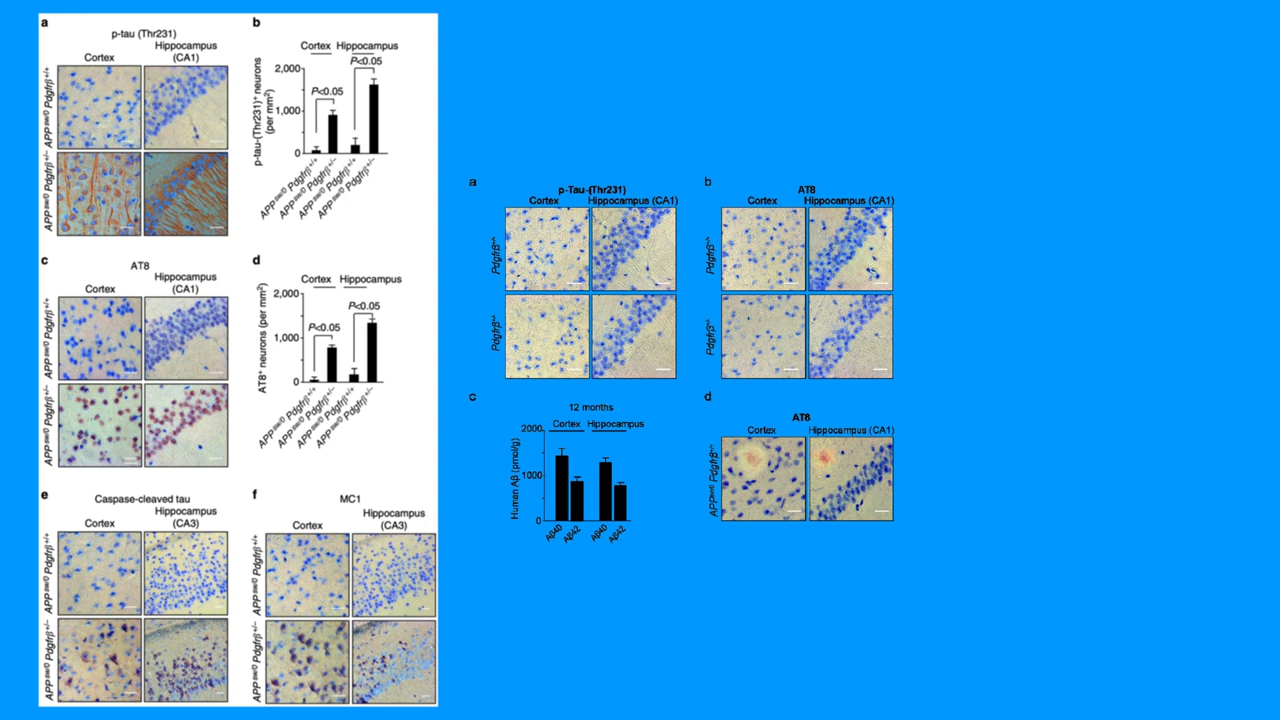 a
p-tau (Thr231)
Cortex
Hippocampus
(CA1)
APPsw/0 Pdgfrβ+/+
APPsw/0 Pdgfrβ+/−
b
Cortex Hippocampus
p-tau-(Thr231)+ neurons
(per mm2)
2,000
1,000
0
P<0.05
P<0.05
APPsw/0 Pdgfrβ+/+
APPsw/0 Pdgfrβ+/−
APPsw/0 Pdgfrβ+/+
APPsw/0 Pdgfrβ+/−
c
AT8
Cortex
Hippocampus
(CA1)
APPsw/0 Pdgfrβ+/+
APPsw/0 Pdgfrβ+/−
d
Cortex Hippocampus
AT8+ neurons (per mm2)
2,000
1,000
0
P<0.05
P<0.05
APPsw/0 Pdgfrβ+/+
APPsw/0 Pdgfrβ+/−
APPsw/0 Pdgfrβ+/+
APPsw/0 Pdgfrβ+/−
e
Caspase-cleaved tau
Cortex
Hippocampus
(CA3)
APPsw/0 Pdgfrβ+/+
APPsw/0 Pdgfrβ+/−
f
MC1
Cortex
Hippocampus
(CA3)
APPsw/0 Pdgfrβ+/+
APPsw/0 Pdgfrβ+/−
a
p-Tau-(Thr231)
Cortex Hippocampus (CA1)
Pdgfrβ+/+
Pdgfrβ+/-
b
AT8
Cortex Hippocampus (CA1)
Pdgfrβ+/+
Pdgfrβ+/-
c
12 months
Cortex Hippocampus
Human Aβ (pmol/g)
2000
1000
0
Aβ40
Aβ42
Aβ40
Aβ42
d
AT8
Cortex Hippocampus (CA1)
APPsw/0 Pdgfrβ+/+